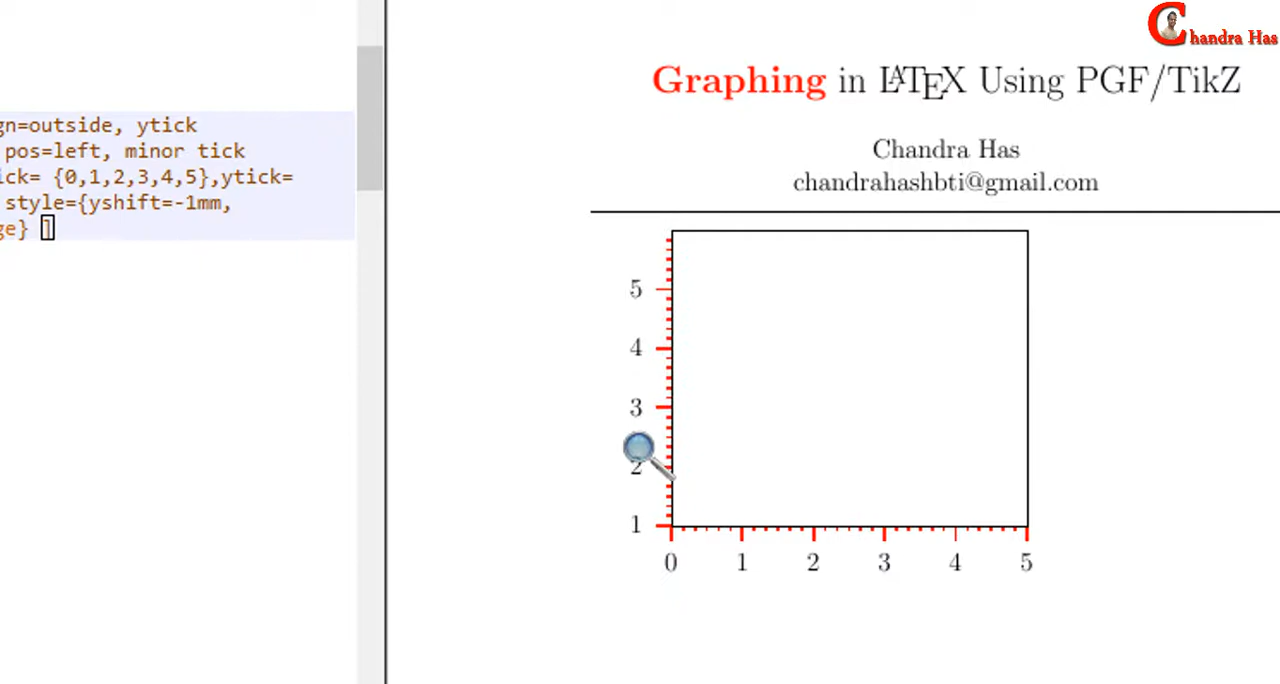 Chandra Has
Graphing in LATEX Using PGF/TikZ
Chandra Has
chandrahashbti@gmail.com
gn=outside, ytick
pos=left, minor tick
ick= {0,1,2,3,4,5},ytick=
style={yshift=-1mm,
ge} ]
5
4
3
2
1
0 1 2 3 4 5